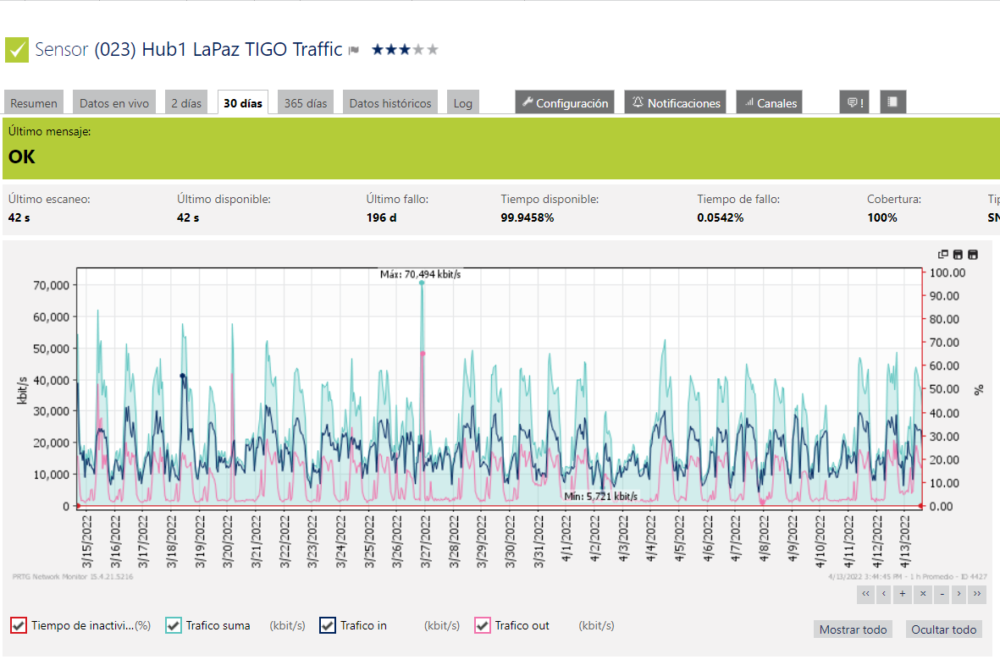 Sensor (023) Hub1 LaPaz TIGO Traffic
Resumen Datos en vivo 2 días 30 días 365 días Datos históricos Log Configuración Notificaciones Canales !
Último mensaje:
OK
Último escaneo: Último disponible: Último fallo: Tiempo disponible: Tiempo de fallo: Cobertura: Tip
42 s 42 s 196 d 99.9458% 0.0542% 100% SN
Máx: 70,494 kbit/s
70,000
60,000
50,000
40,000
30,000
20,000
10,000
0
kbit/s
100.00
90.00
80.00
70.00
60.00
50.00
40.00
30.00
20.00
10.00
0.00
%
Mín: 5,721 kbit/s
3/15/2022 3/16/2022 3/17/2022 3/18/2022 3/19/2022 3/20/2022 3/21/2022 3/22/2022 3/23/2022 3/24/2022 3/25/2022 3/26/2022 3/27/2022 3/28/2022 3/29/2022 3/30/2022 3/31/2022 4/1/2022 4/2/2022 4/3/2022 4/4/2022 4/5/2022 4/6/2022 4/7/2022 4/8/2022 4/9/2022 4/10/2022 4/11/2022 4/12/2022 4/13/2022
PRTG Network Monitor 15.4.21.5216 4/13/2022 3:44:45 PM - 1 h Promedio - ID 4427
‹‹ ‹ + × - › ››
Tiempo de inactivi...(%) Trafico suma (kbit/s) Trafico in (kbit/s) Trafico out (kbit/s)
Mostrar todo Ocultar todo